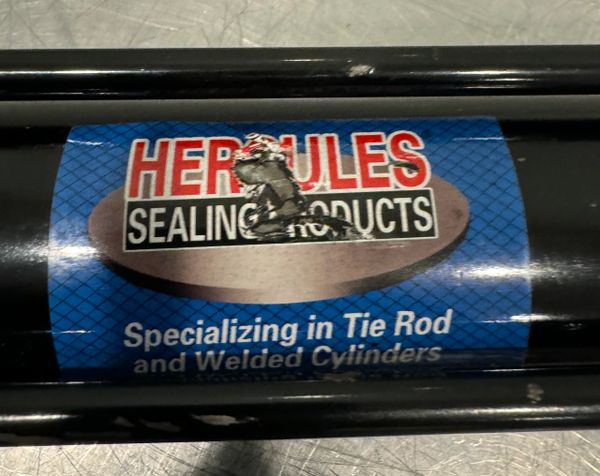 HERCULES
SEALING PRODUCTS
Specializing in Tie Rod
and Welded Cylinders